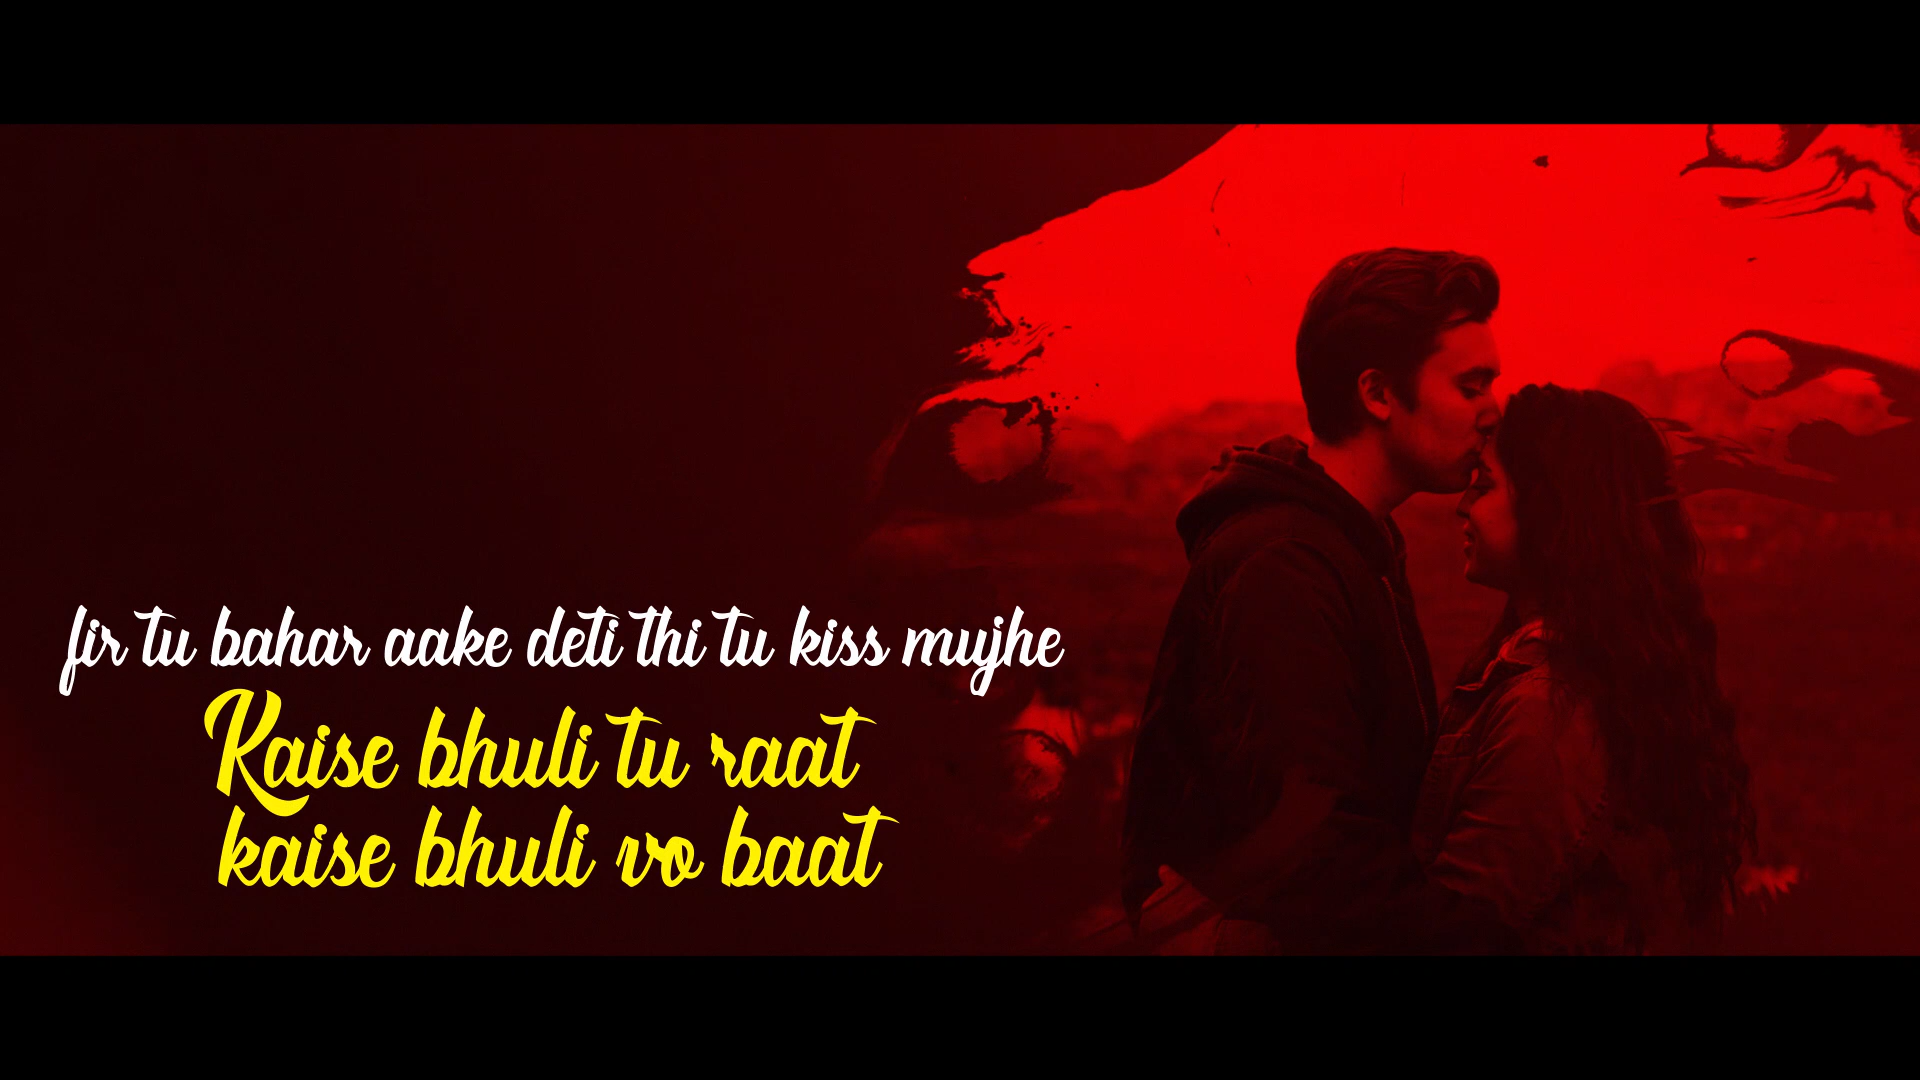 fir tu bahar aake deti thi tu kiss mujhe
Kaise bhuli tu raat
kaise bhuli vo baat